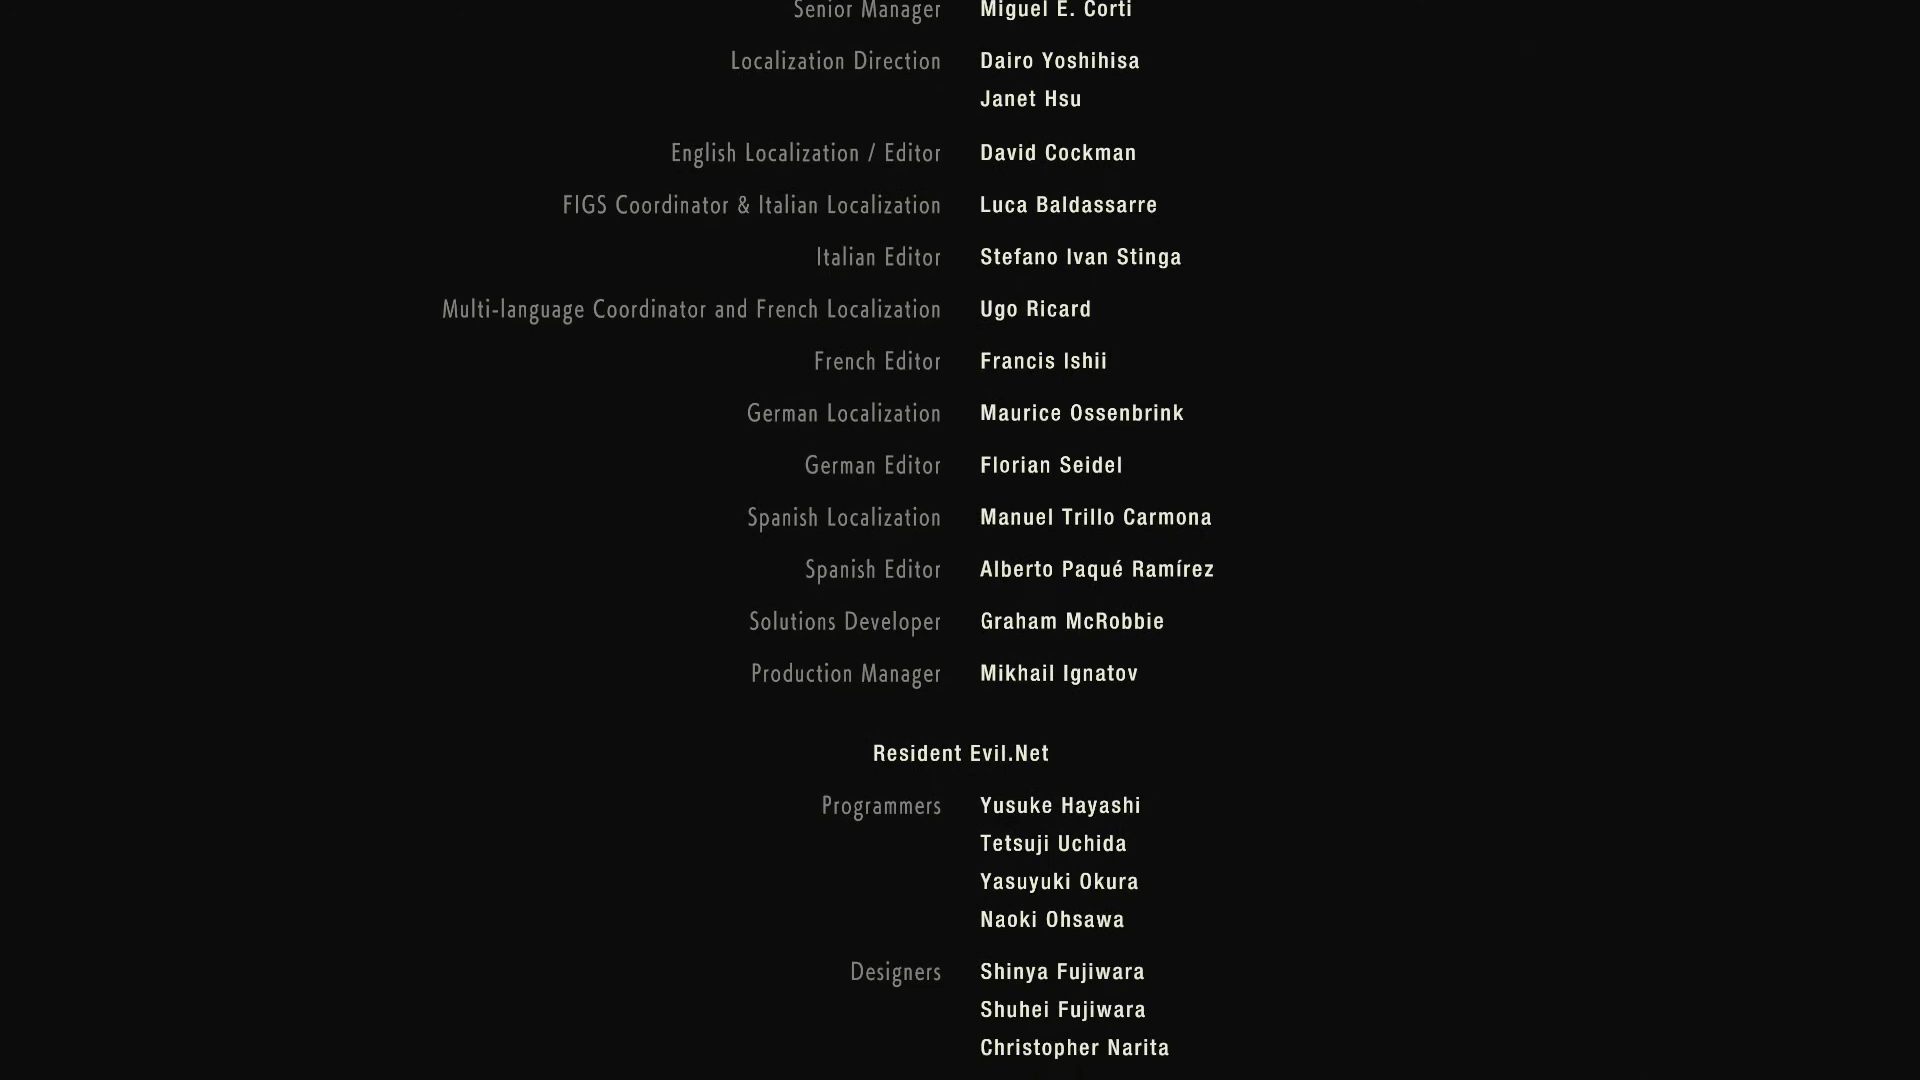 Senior Manager Miguel E. Corti
Localization Direction Dairo Yoshihisa
Janet Hsu
English Localization / Editor David Cockman
FIGS Coordinator & Italian Localization Luca Baldassarre
Italian Editor Stefano Ivan Stinga
Multi-language Coordinator and French Localization Ugo Ricard
French Editor Francis Ishii
German Localization Maurice Ossenbrink
German Editor Florian Seidel
Spanish Localization Manuel Trillo Carmona
Spanish Editor Alberto Paqué Ramírez
Solutions Developer Graham McRobbie
Production Manager Mikhail Ignatov
Resident Evil.Net
Programmers Yusuke Hayashi
Tetsuji Uchida
Yasuyuki Okura
Naoki Ohsawa
Designers Shinya Fujiwara
Shuhei Fujiwara
Christopher Narita